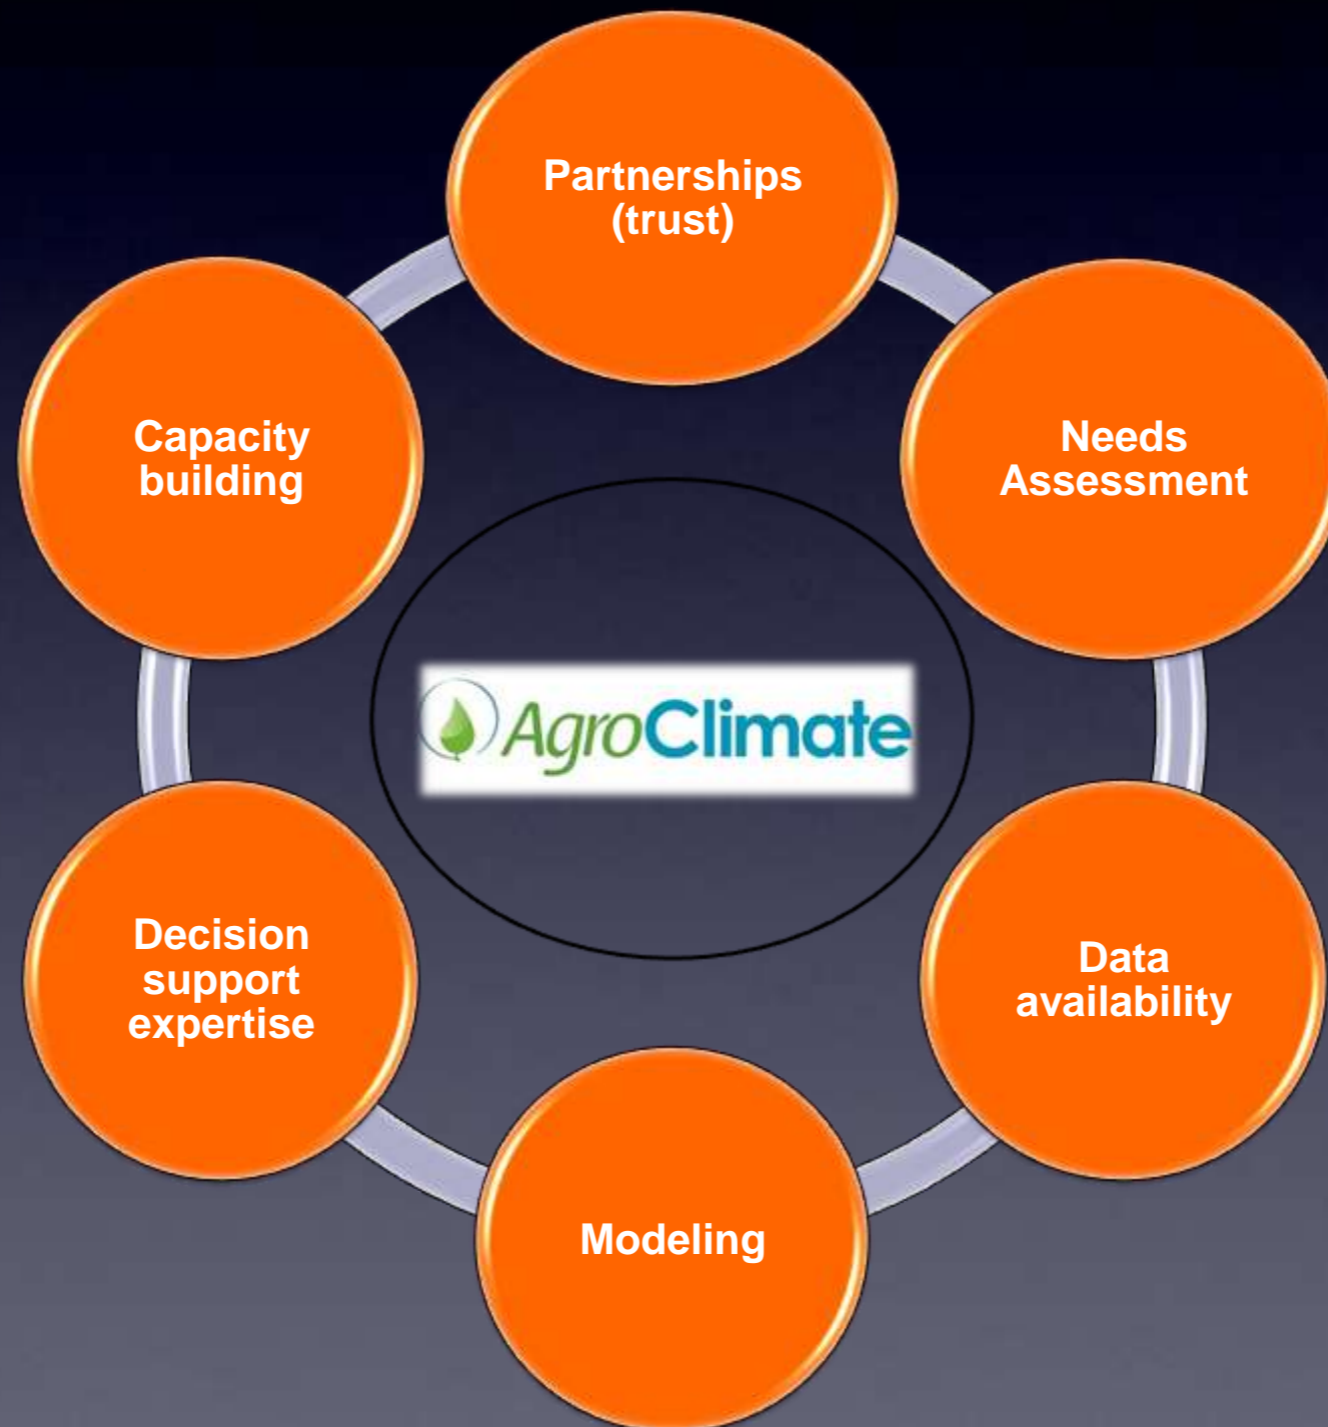 Partnerships
(trust)
Capacity
building
Needs
Assessment
AgroClimate
Decision
support
expertise
Data
availability
Modeling